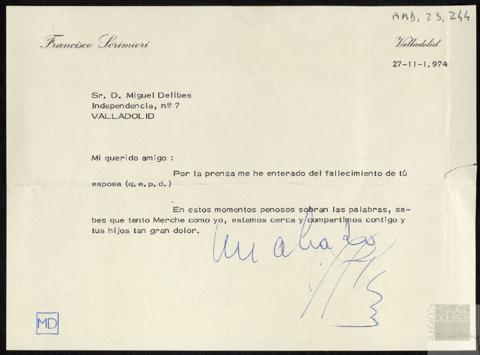 AMD, 23, 244
Francisco Scrimieri
Valladolid
27-11-1.974
Sr. D. Miguel Delibes
Independencia, nº 7
VALLADOLID
Mi querido amigo :
Por la prensa me he enterado del fallecimiento de tú
esposa (q.e.p.d.)
En estos momentos penosos sobran las palabras, sa-
bes que tanto Merche como yo, estamos cerca y compartimos contigo y
tus hijos tan gran dolor.
Un abrazo
MD